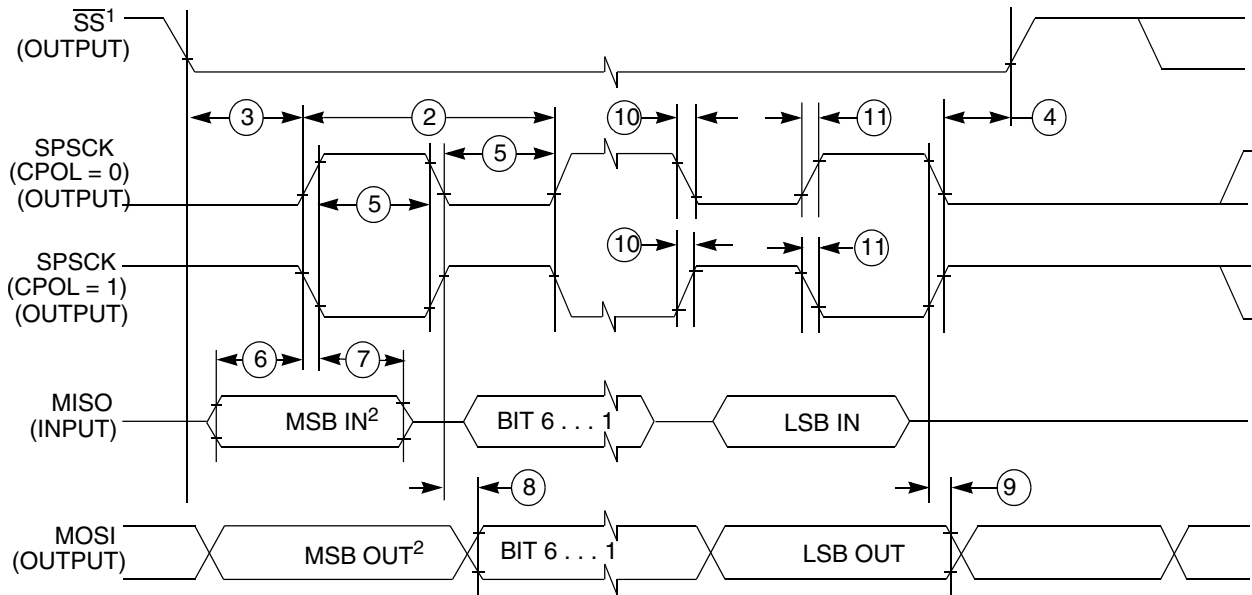 SS¹
(OUTPUT)
3
2
10
11
4
SPSCK
(CPOL = 0)
(OUTPUT)
5
5
SPSCK
(CPOL = 1)
(OUTPUT)
10
11
6
7
MISO
(INPUT)
MSB IN²
BIT 6 . . . 1
LSB IN
8
9
MOSI
(OUTPUT)
MSB OUT²
BIT 6 . . . 1
LSB OUT